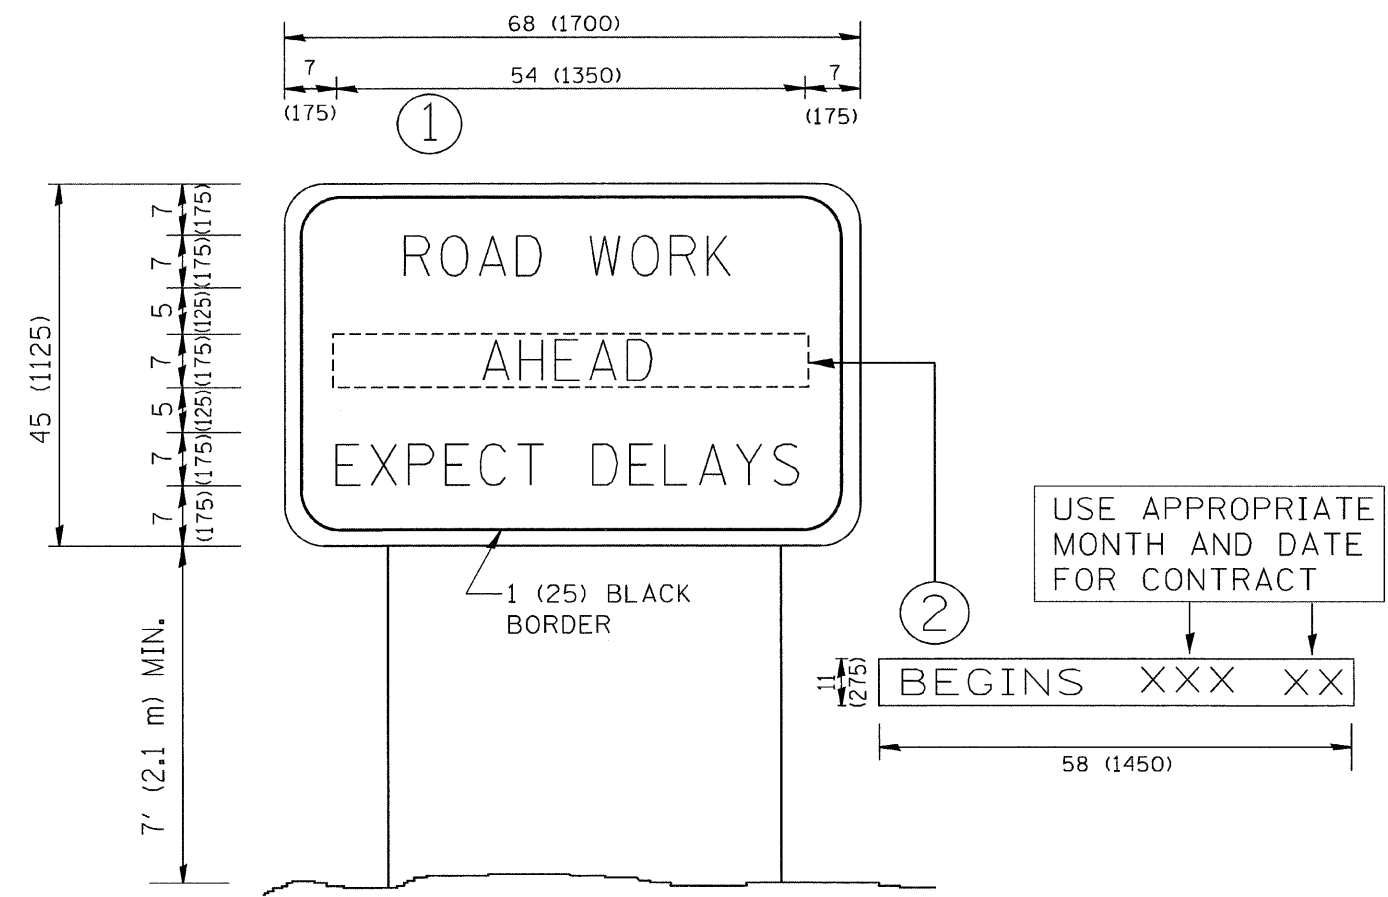 68 (1700)
7
54 (1350)
7
(175)
(175)
1
45 (1125)
7 (175)
7 (175)
5 (125)
7 (175)
5 (125)
7 (175)
7 (175)
ROAD WORK
AHEAD
EXPECT DELAYS
1 (25) BLACK
BORDER
7' (2.1 m) MIN.
USE APPROPRIATE
MONTH AND DATE
FOR CONTRACT
2
11
(275)
BEGINS XXX XX
58 (1450)